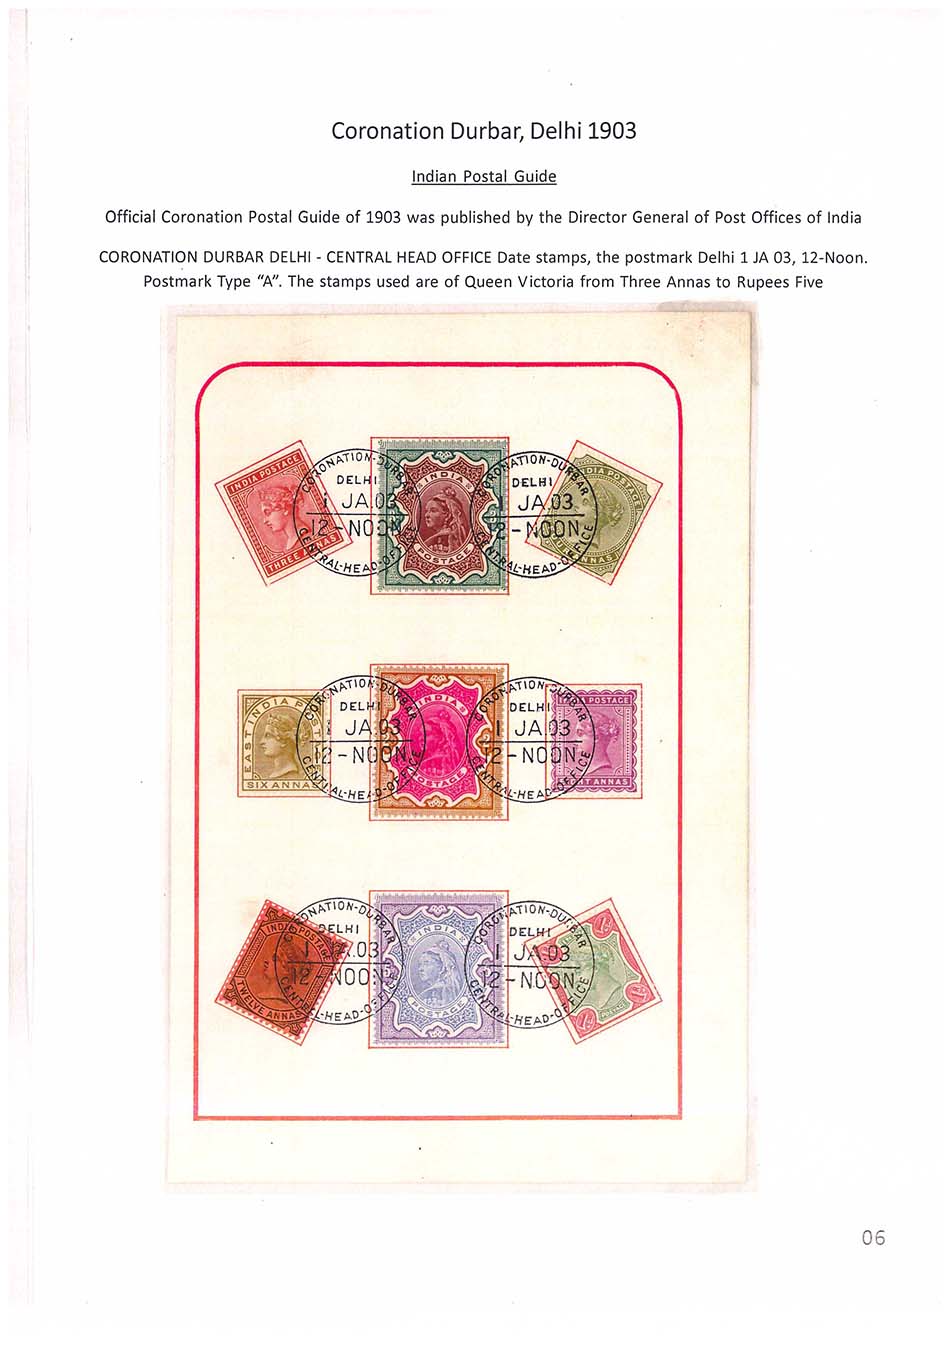 Coronation Durbar, Delhi 1903
Indian Postal Guide
Official Coronation Postal Guide of 1903 was published by the Director General of Post Offices of India
CORONATION DURBAR DELHI - CENTRAL HEAD OFFICE Date stamps, the postmark Delhi 1 JA 03, 12-Noon.
Postmark Type “A”. The stamps used are of Queen Victoria from Three Annas to Rupees Five
INDIA POSTAGE
THREE ANNAS
CORONATION-DURBAR
DELHI
1 JA.03
12-NOON
CENTRAL-HEAD-OFFICE
INDIA
POSTAGE
CORONATION-DURBAR
DELHI
JA.03
-NOON
CENTRAL-HEAD-OFFICE
INDIA POSTAGE
ANNAS
EAST INDIA POSTAGE
SIX ANNAS
CORONATION-DURBAR
DELHI
1 JA.03
12-NOON
CENTRAL-HEAD-OFFICE
INDIA
POSTAGE
CORONATION-DURBAR
DELHI
1 JA.03
12-NOON
CENTRAL-HEAD-OFFICE
POSTAGE
ANNAS
INDIA POSTAGE
TWELVE ANNAS
CORONATION-DURBAR
DELHI
1 JA.03
12-NOON
CENTRAL-HEAD-OFFICE
INDIA
POSTAGE
CORONATION-DURBAR
DELHI
1 JA.03
12-NOON
CENTRAL-HEAD-OFFICE
06